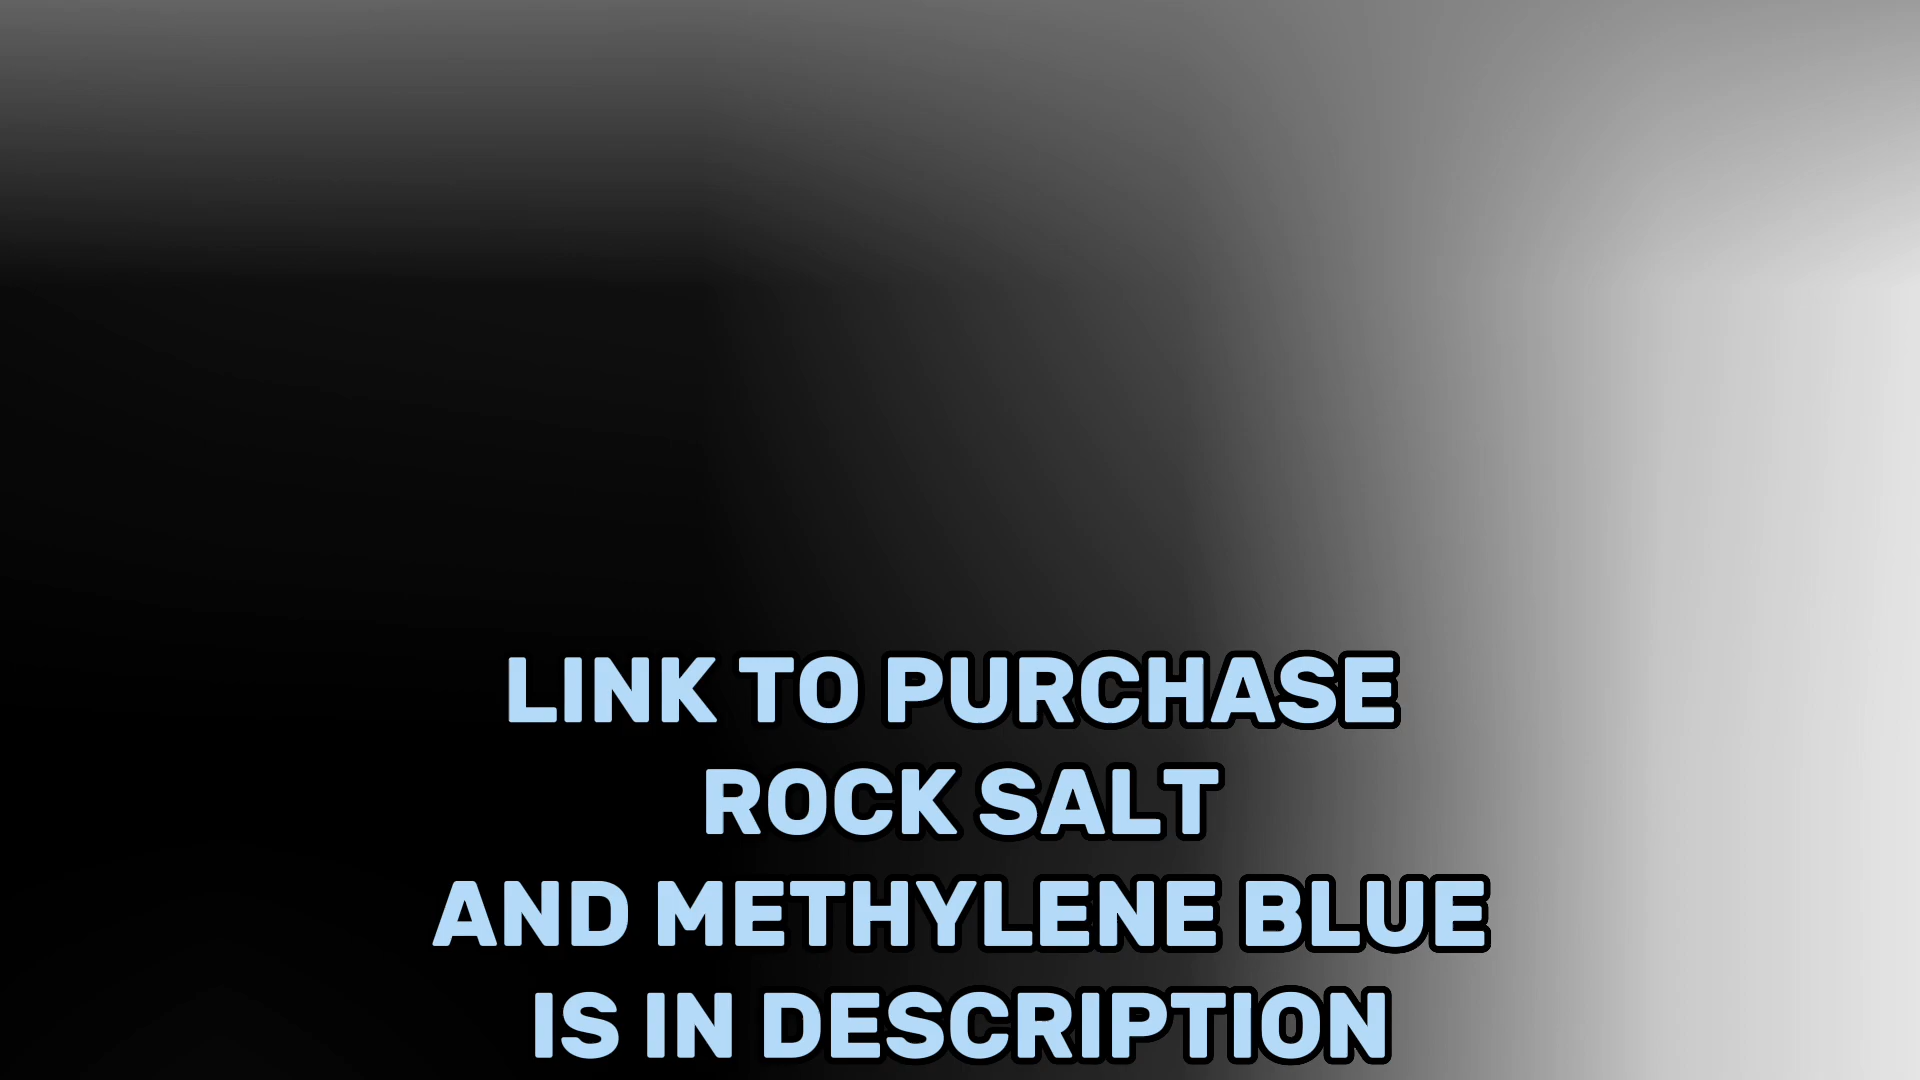 LINK TO PURCHASE
ROCK SALT
AND METHYLENE BLUE
IS IN DESCRIPTION